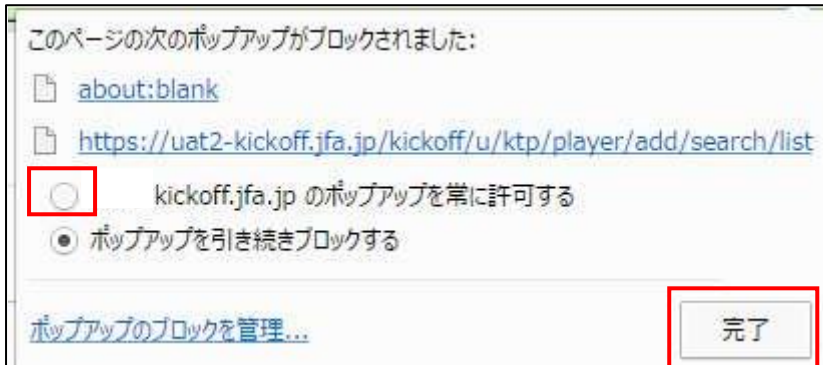 このページの次のポップアップがブロックされました:
about:blank
https://uat2-kickoff.jfa.jp/kickoff/u/ktp/player/add/search/list
kickoff.jfa.jp のポップアップを常に許可する
ポップアップを引き続きブロックする
ポップアップのブロックを管理... 完了